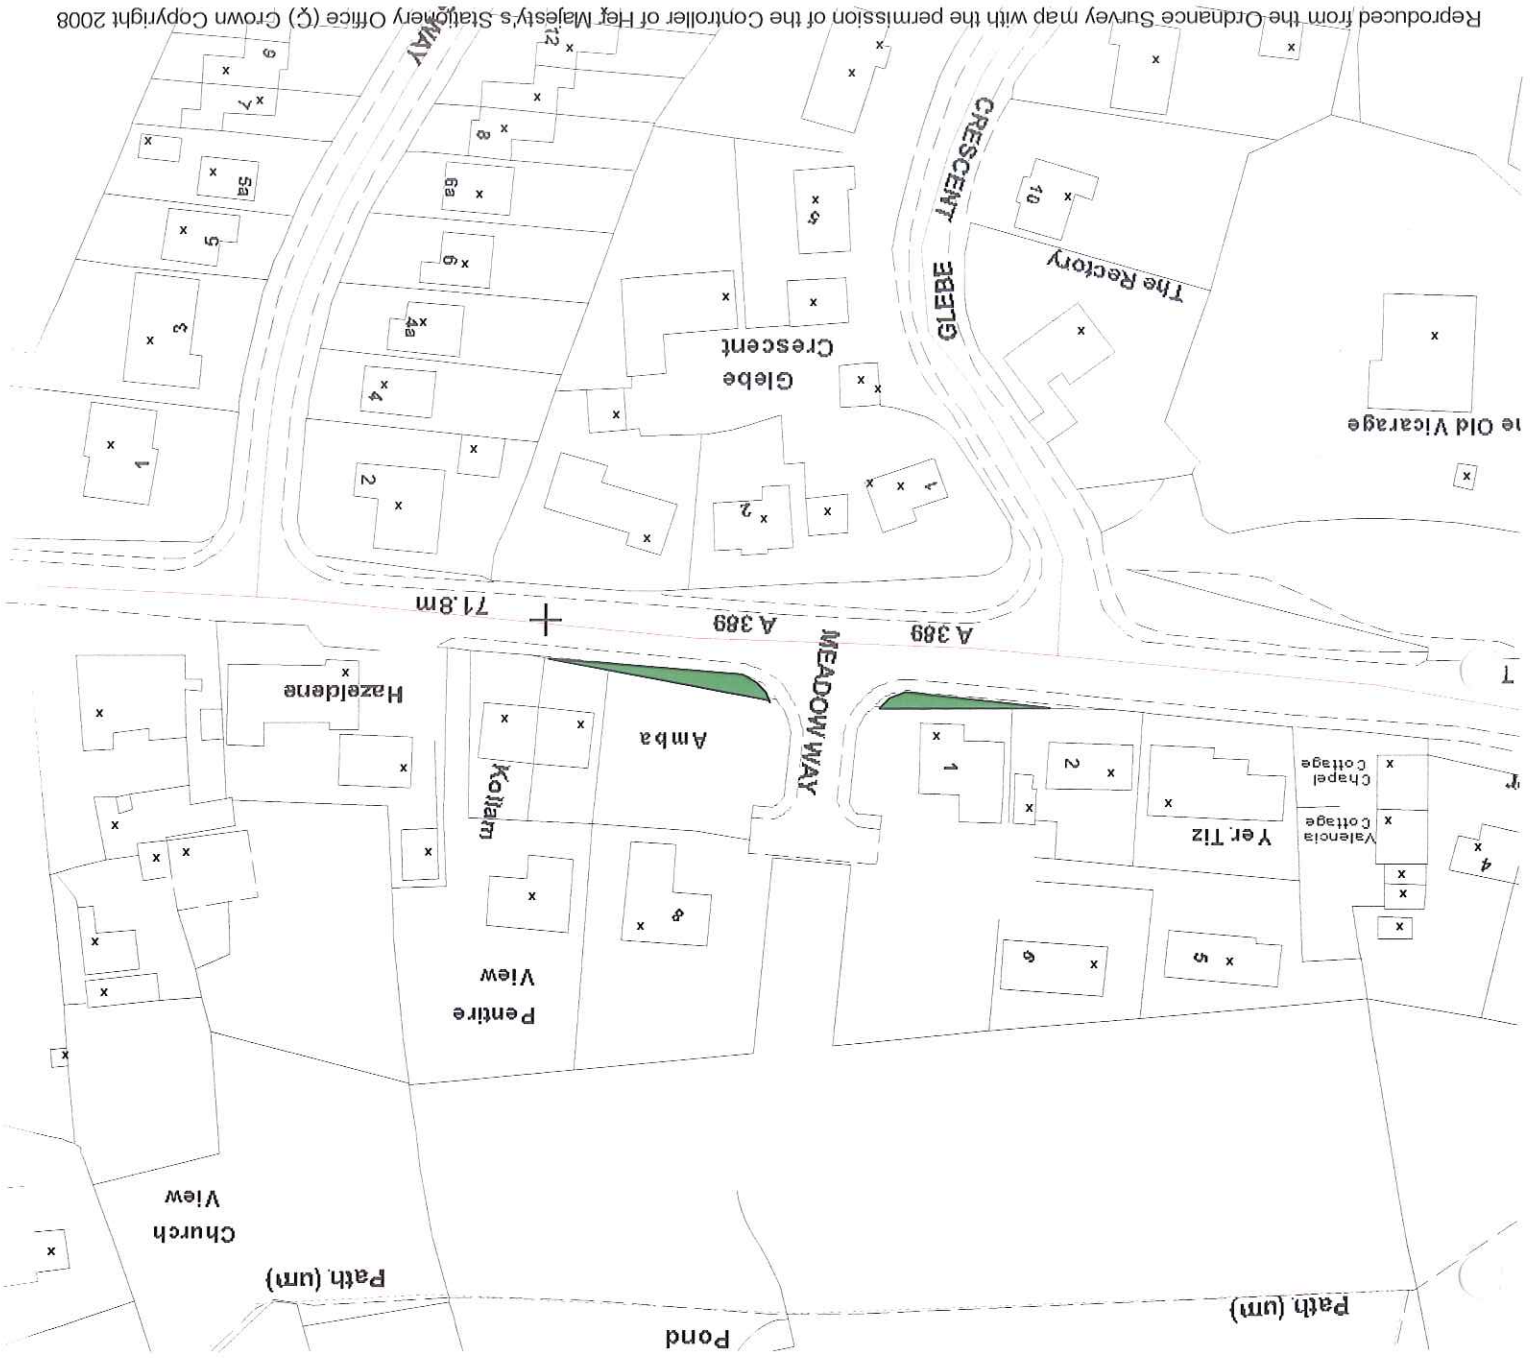 Pond
Path (um)
Path (um)
Church
View
Pentire
View
5
6
8
4
Valencia
Cottage
Chapel
Cottage
Yer Tiz
2
1
MEADOW WAY
Amba
Kollam
Hazeldene
A 389
A 389
71.8m
1
2
2
1
Old Vicarage
Glebe
Crescent
4
3
The Rectory
GLEBE CRESCENT
4a
6
5
10
5
6a
5a
8
7
12
9
WAY
Reproduced from the Ordnance Survey map with the permission of the Controller of Her Majesty's Stationery Office (C) Crown Copyright 2008